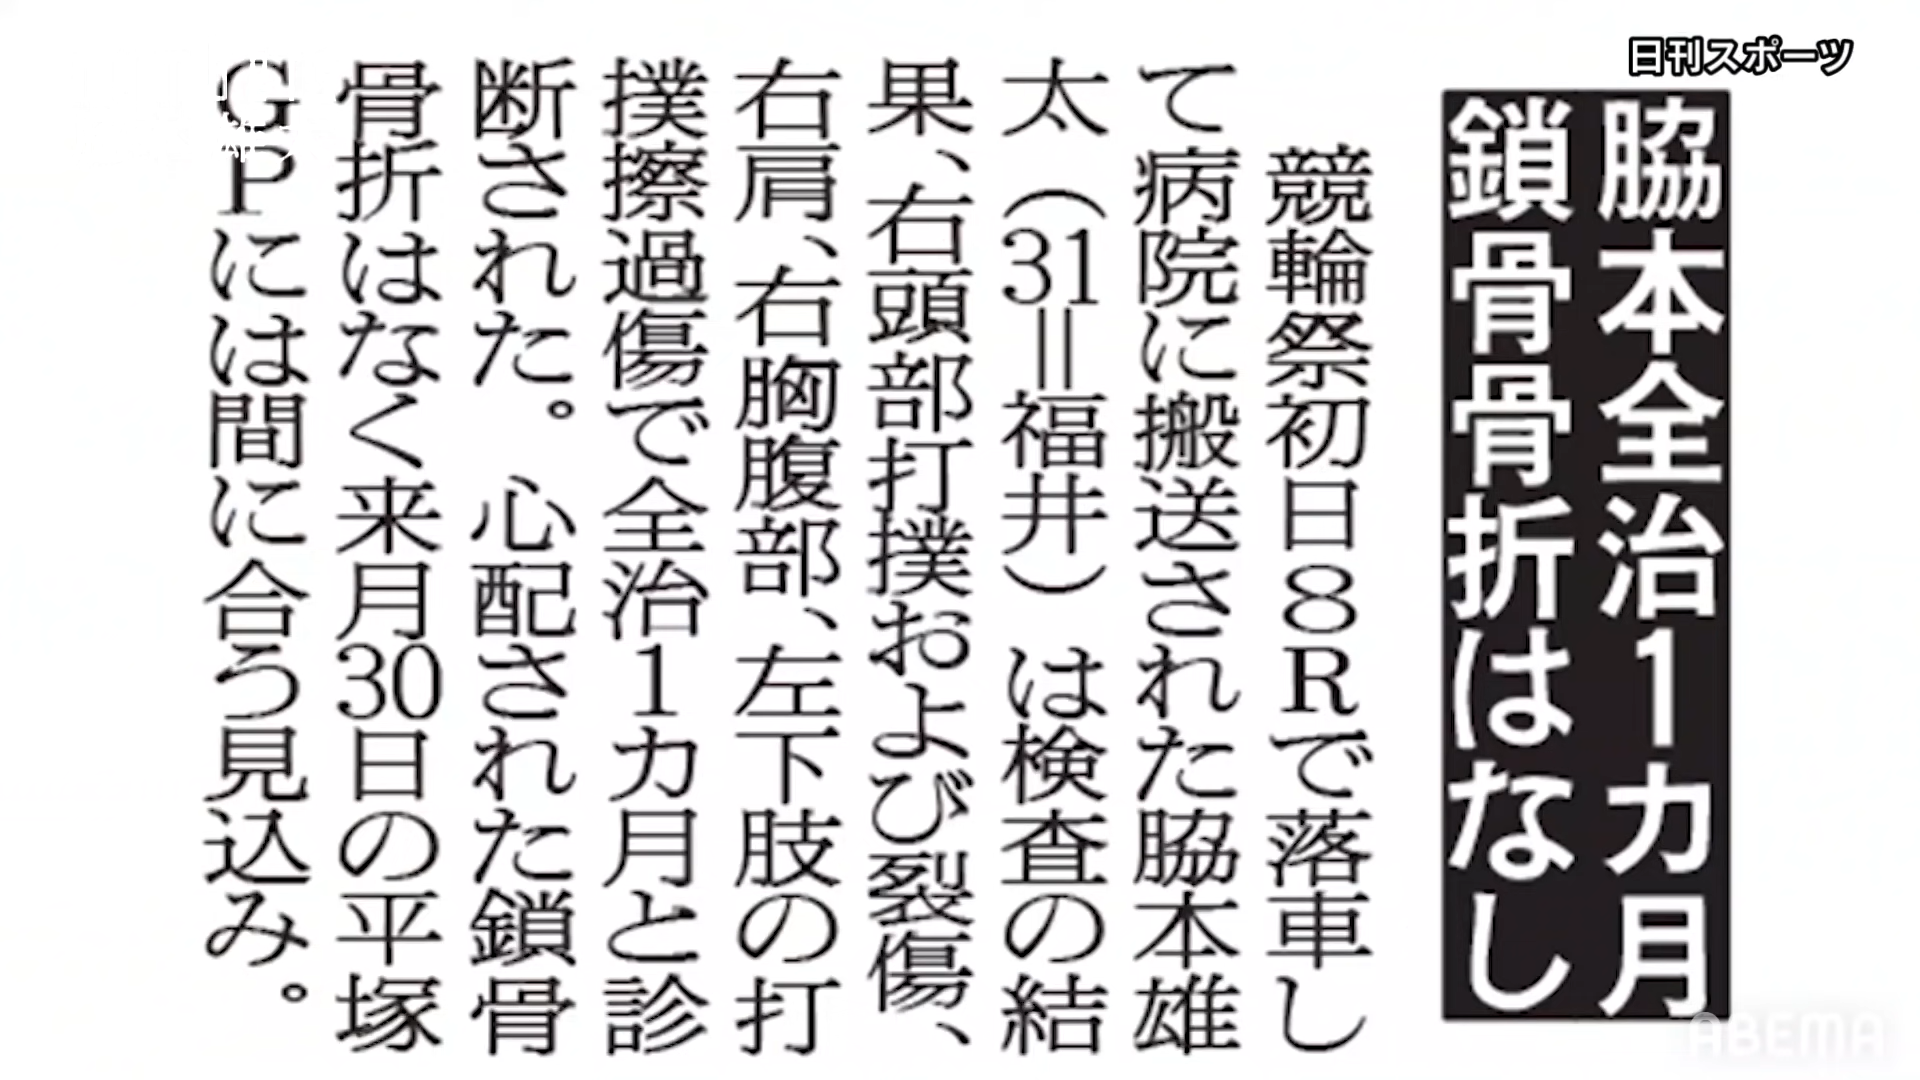 日刊スポーツ
脇本全治1カ月
鎖骨骨折はなし
競輪祭初日8Rで落車し
て病院に搬送された脇本雄
太（31＝福井）は検査の結
果、右頭部打撲および裂傷、
右肩、右胸腹部、左下肢の打
撲擦過傷で全治1カ月と診
断された。心配された鎖骨
骨折はなく来月30日の平塚
GPには間に合う見込み。
ABEMA